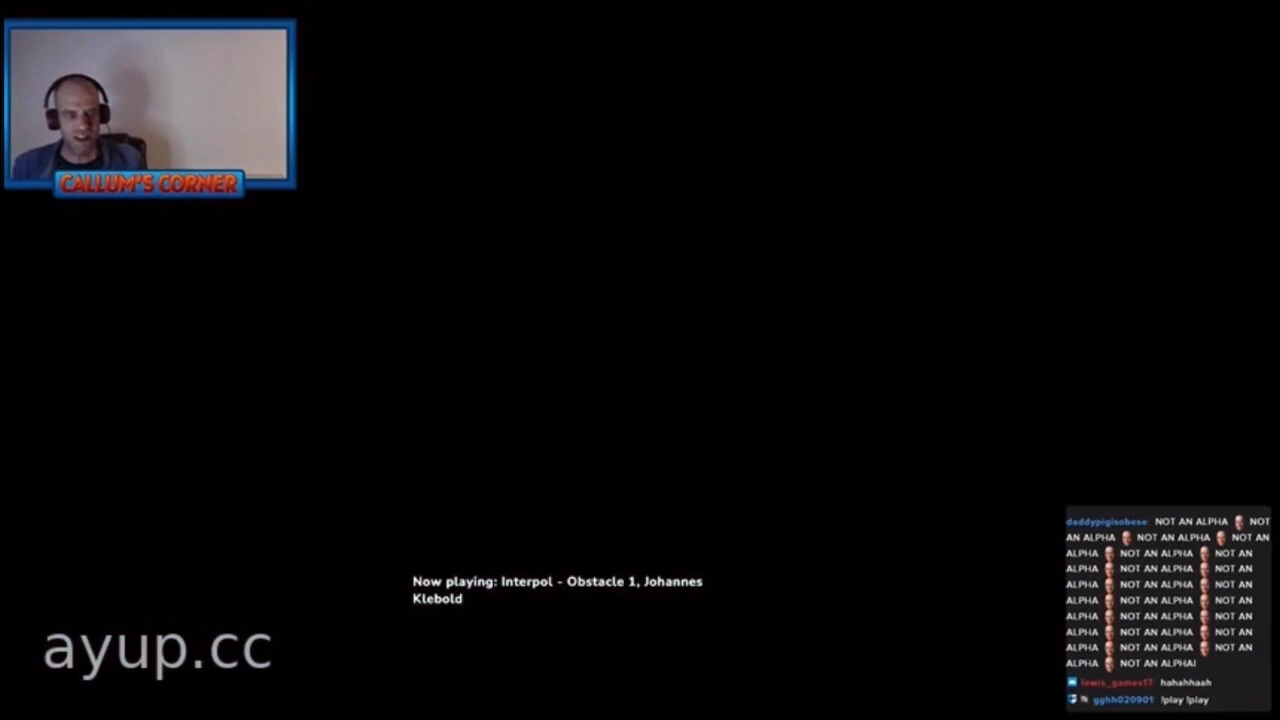 CALLUM'S CORNER
Now playing: Interpol - Obstacle 1, Johannes
Klebold
ayup.cc
daddypigisobese: NOT AN ALPHA NOT
AN ALPHA NOT AN ALPHA NOT AN
ALPHA NOT AN ALPHA NOT AN
ALPHA NOT AN ALPHA NOT AN
ALPHA NOT AN ALPHA NOT AN
ALPHA NOT AN ALPHA NOT AN
ALPHA NOT AN ALPHA NOT AN
ALPHA NOT AN ALPHA NOT AN
ALPHA NOT AN ALPHA NOT AN
ALPHA NOT AN ALPHA!
lewis_games17 hahahhaah
gghh020901 !play !play